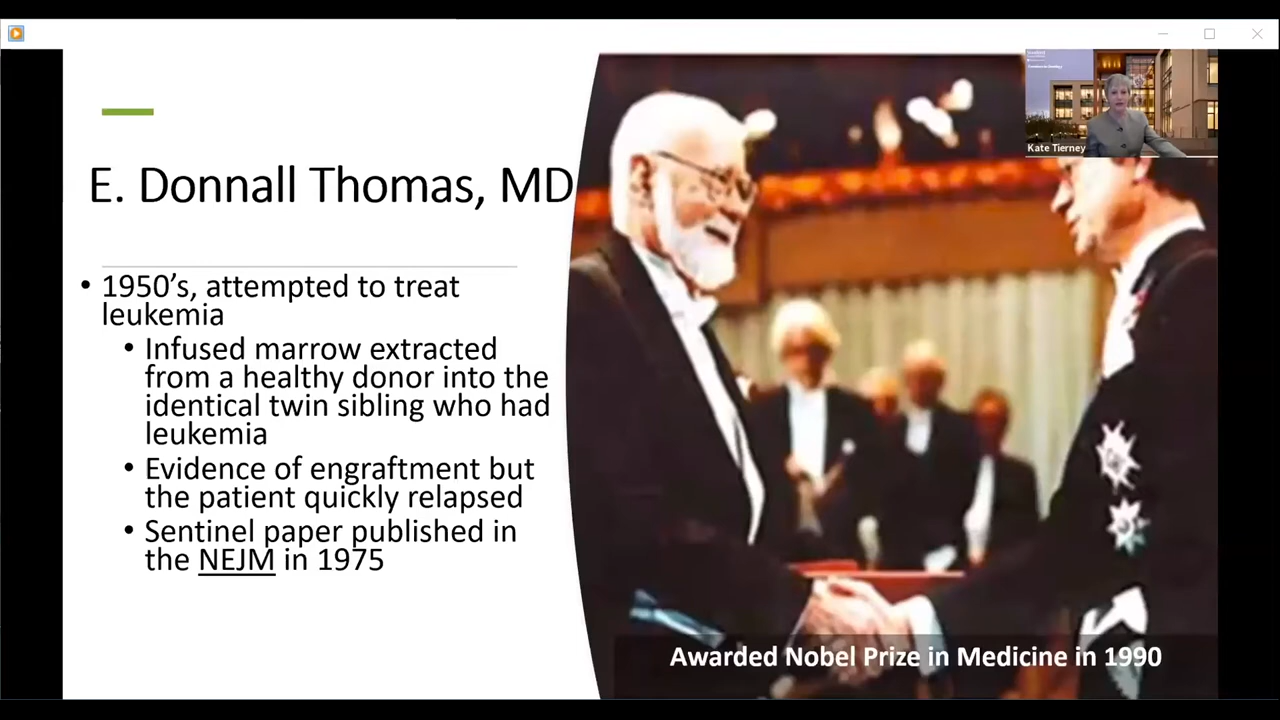 E. Donnall Thomas, MD
• 1950’s, attempted to treat
leukemia
• Infused marrow extracted
from a healthy donor into the
identical twin sibling who had
leukemia
• Evidence of engraftment but
the patient quickly relapsed
• Sentinel paper published in
the NEJM in 1975
Kate Tierney
Awarded Nobel Prize in Medicine in 1990